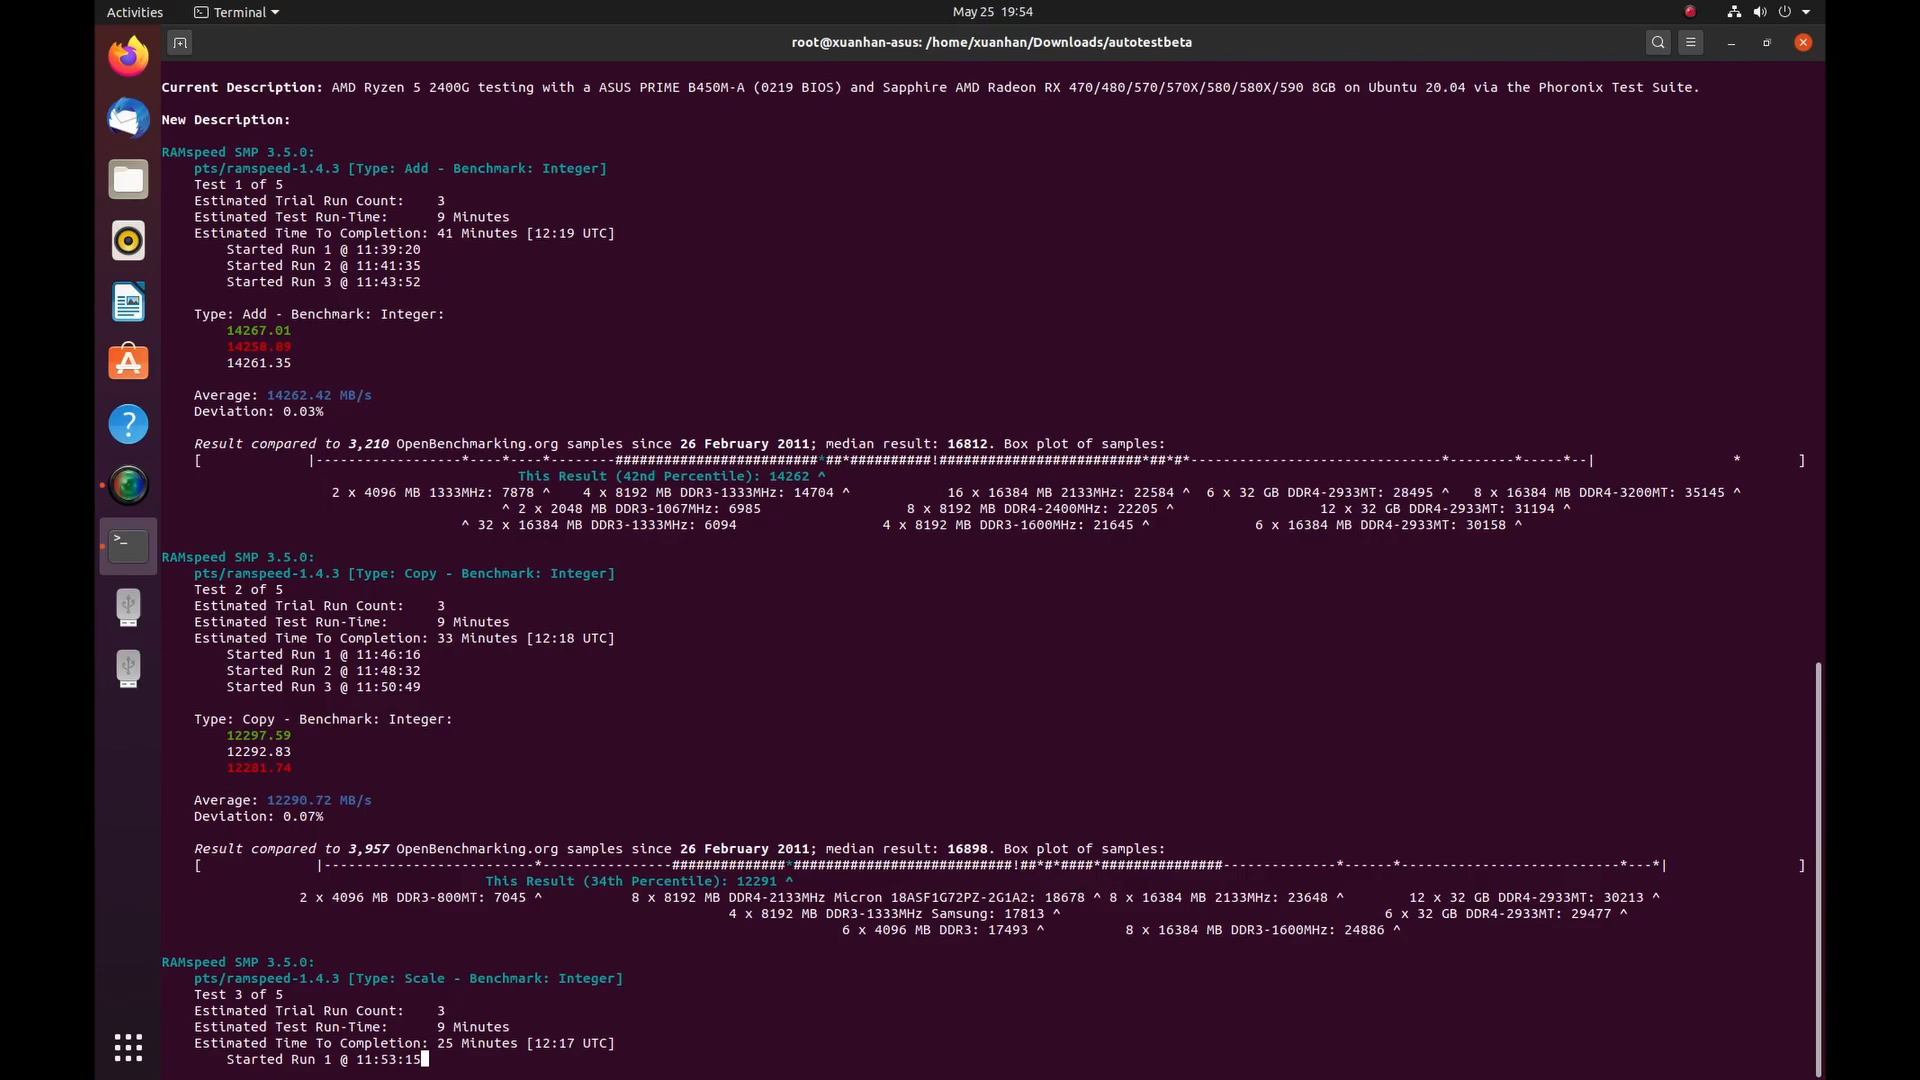 Activities
Terminal
May 25 19:54
root@xuanhan-asus: /home/xuanhan/Downloads/autotestbeta
Current Description: AMD Ryzen 5 2400G testing with a ASUS PRIME B450M-A (0219 BIOS) and Sapphire AMD Radeon RX 470/480/570/570X/580/580X/590 8GB on Ubuntu 20.04 via the Phoronix Test Suite.
New Description:
RAMspeed SMP 3.5.0:
pts/ramspeed-1.4.3 [Type: Add - Benchmark: Integer]
Test 1 of 5
Estimated Trial Run Count: 3
Estimated Test Run-Time: 9 Minutes
Estimated Time To Completion: 41 Minutes [12:19 UTC]
Started Run 1 @ 11:39:20
Started Run 2 @ 11:41:35
Started Run 3 @ 11:43:52
Type: Add - Benchmark: Integer:
14267.01
14258.89
14261.35
Average: 14262.42 MB/s
Deviation: 0.03%
Result compared to 3,210 OpenBenchmarking.org samples since 26 February 2011; median result: 16812. Box plot of samples:
[ |------------------*----*----*--------#########################*##*##########!#########################*##*#*-------------------------------*--------*-----*--| * ]
This Result (42nd Percentile): 14262 ^
2 x 4096 MB 1333MHz: 7878 ^ 4 x 8192 MB DDR3-1333MHz: 14704 ^ 16 x 16384 MB 2133MHz: 22584 ^ 6 x 32 GB DDR4-2933MT: 28495 ^ 8 x 16384 MB DDR4-3200MT: 35145 ^
^ 2 x 2048 MB DDR3-1067MHz: 6985 8 x 8192 MB DDR4-2400MHz: 22205 ^ 12 x 32 GB DDR4-2933MT: 31194 ^
^ 32 x 16384 MB DDR3-1333MHz: 6094 4 x 8192 MB DDR3-1600MHz: 21645 ^ 6 x 16384 MB DDR4-2933MT: 30158 ^
RAMspeed SMP 3.5.0:
pts/ramspeed-1.4.3 [Type: Copy - Benchmark: Integer]
Test 2 of 5
Estimated Trial Run Count: 3
Estimated Test Run-Time: 9 Minutes
Estimated Time To Completion: 33 Minutes [12:18 UTC]
Started Run 1 @ 11:46:16
Started Run 2 @ 11:48:32
Started Run 3 @ 11:50:49
Type: Copy - Benchmark: Integer:
12297.59
12292.83
12281.74
Average: 12290.72 MB/s
Deviation: 0.07%
Result compared to 3,957 OpenBenchmarking.org samples since 26 February 2011; median result: 16898. Box plot of samples:
[ |--------------------------*----------------##############*###########################!##*#*####*###############--------------*------*---------------------------*---*| ]
This Result (34th Percentile): 12291 ^
2 x 4096 MB DDR3-800MT: 7045 ^ 8 x 8192 MB DDR4-2133MHz Micron 18ASF1G72PZ-2G1A2: 18678 ^ 8 x 16384 MB 2133MHz: 23648 ^ 12 x 32 GB DDR4-2933MT: 30213 ^
4 x 8192 MB DDR3-1333MHz Samsung: 17813 ^ 6 x 32 GB DDR4-2933MT: 29477 ^
6 x 4096 MB DDR3: 17493 ^ 8 x 16384 MB DDR3-1600MHz: 24886 ^
RAMspeed SMP 3.5.0:
pts/ramspeed-1.4.3 [Type: Scale - Benchmark: Integer]
Test 3 of 5
Estimated Trial Run Count: 3
Estimated Test Run-Time: 9 Minutes
Estimated Time To Completion: 25 Minutes [12:17 UTC]
Started Run 1 @ 11:53:15